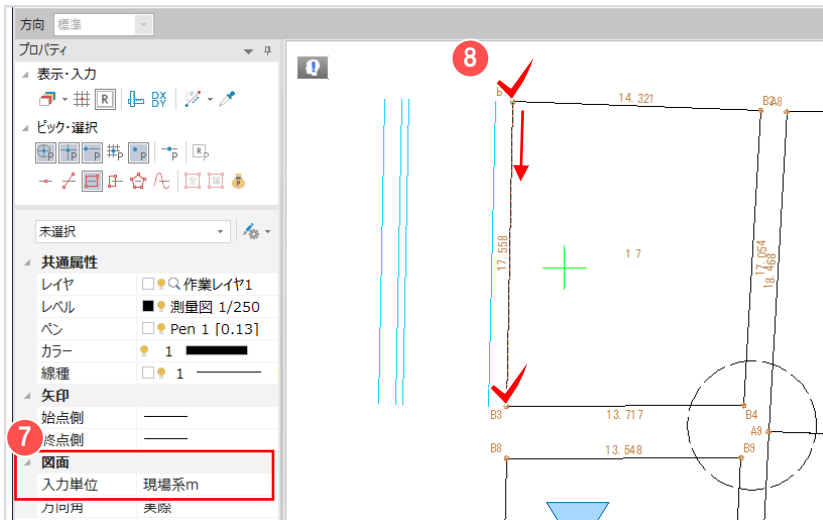 方向 標準
プロパティ
表示・入力
R DX DY
ピック・選択
P P P P P P R P
未選択
共通属性
レイヤ 作業レイヤ1
レベル 測量図 1/250
ペン Pen 1 [0.13]
カラー 1
線種 1
矢印
始点側
終点側
7
図面
入力単位 現場系m
方向角 実際
8
14.321
A8
17.558
17
17.054
18.468
B3
13.717
B4
A9
B8
13.548
B9